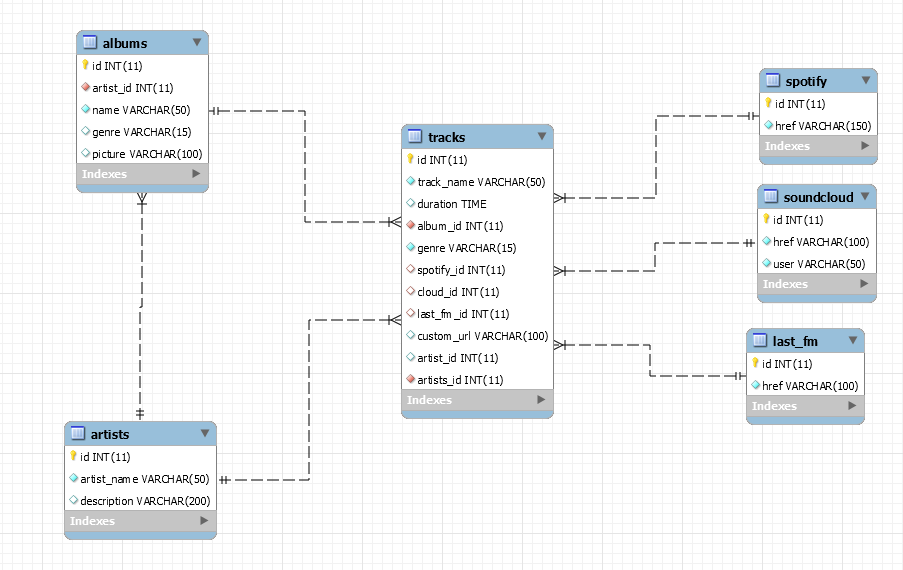 albums
id INT(11)
artist_id INT(11)
name VARCHAR(50)
genre VARCHAR(15)
picture VARCHAR(100)
Indexes
tracks
id INT(11)
track_name VARCHAR(50)
duration TIME
album_id INT(11)
genre VARCHAR(15)
spotify_id INT(11)
cloud_id INT(11)
last_fm_id INT(11)
custom_url VARCHAR(100)
artist_id INT(11)
artists_id INT(11)
Indexes
spotify
id INT(11)
href VARCHAR(150)
Indexes
soundcloud
id INT(11)
href VARCHAR(100)
user VARCHAR(50)
Indexes
last_fm
id INT(11)
href VARCHAR(100)
Indexes
artists
id INT(11)
artist_name VARCHAR(50)
description VARCHAR(200)
Indexes